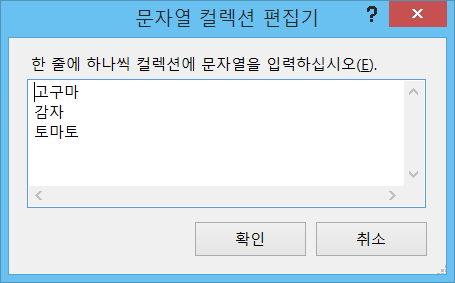 문자열 컬렉션 편집기
한 줄에 하나씩 컬렉션에 문자열을 입력하십시오(E).
고구마
감자
토마토
확인
취소